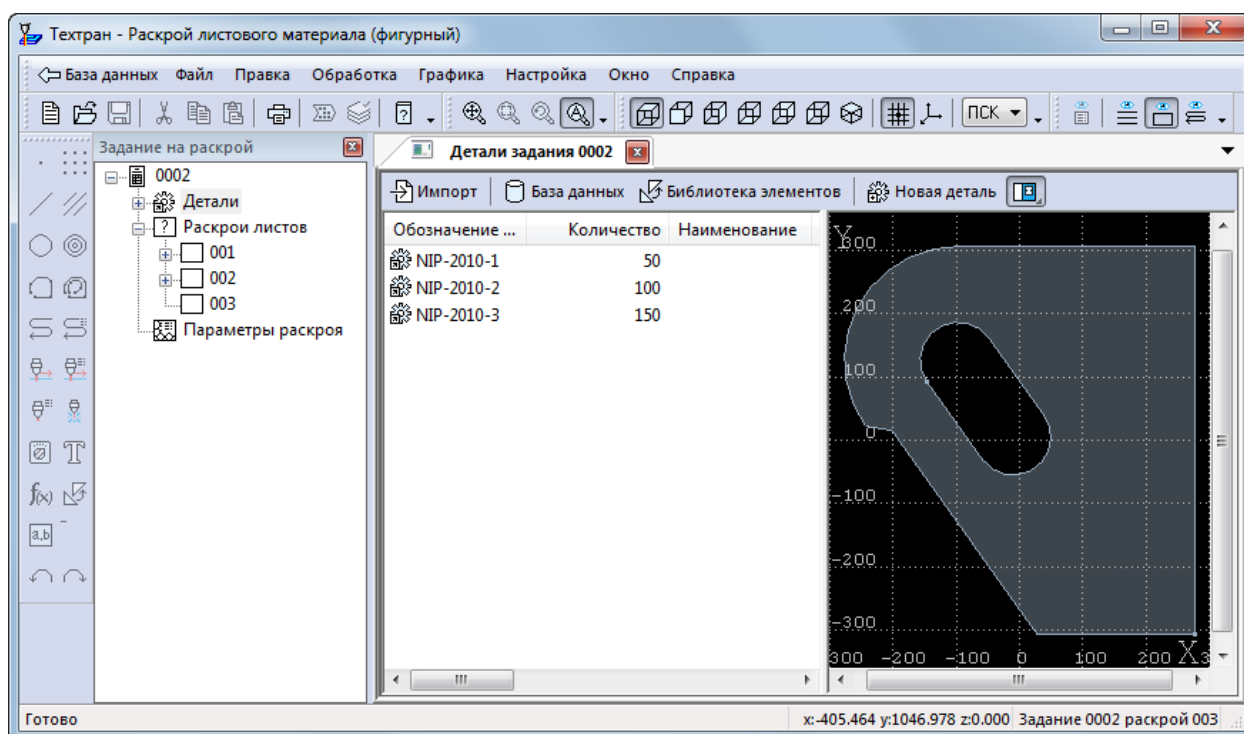 Техтран - Раскрой листового материала (фигурный)
База данных Файл Правка Обработка Графика Настройка Окно Справка
ПСК
Задание на раскрой
Детали задания 0002
0002
Детали
Раскрои листов
001
002
003
Параметры раскроя
f(x)
a,b
Импорт База данных Библиотека элементов Новая деталь
Обозначение ... Количество Наименование
NIP-2010-1 50
NIP-2010-2 100
NIP-2010-3 150
Y
300
200
100
0
-100
-200
-300
300 -200 -100 0 100 200 X 3
Готово
x:-405.464 y:1046.978 z:0.000 Задание 0002 раскрой 003